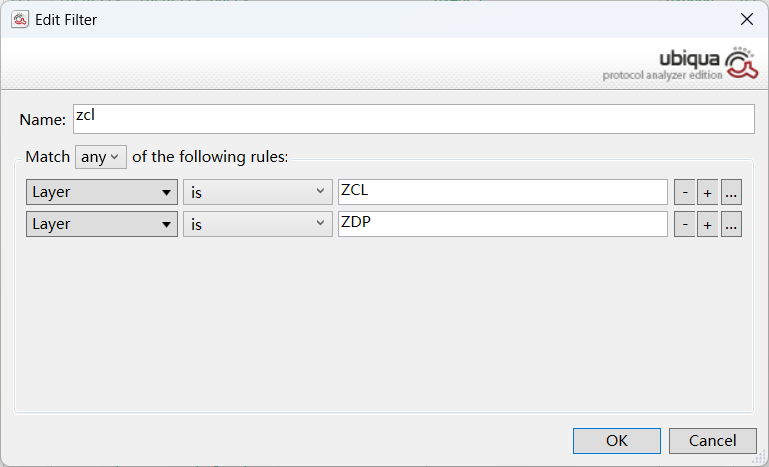 Edit Filter
ubiqua
protocol analyzer edition
Name: zcl
Match any of the following rules:
Layer is ZCL - + ...
Layer is ZDP - + ...
OK Cancel